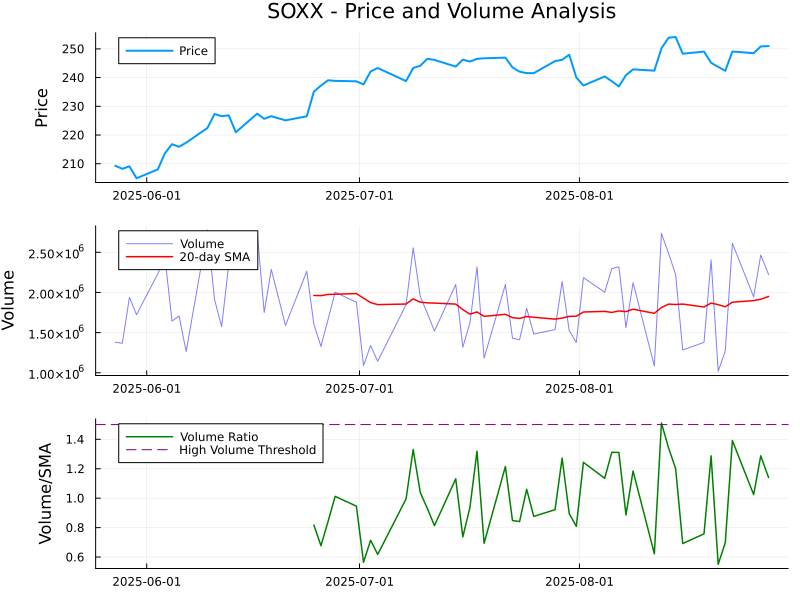 SOXX - Price and Volume Analysis
Price
250
240
230
220
210
Price
2025-06-01
2025-07-01
2025-08-01
Volume
2.50×10⁶
2.00×10⁶
1.50×10⁶
1.00×10⁶
Volume
20-day SMA
2025-06-01
2025-07-01
2025-08-01
Volume/SMA
1.4
1.2
1.0
0.8
0.6
Volume Ratio
High Volume Threshold
2025-06-01
2025-07-01
2025-08-01